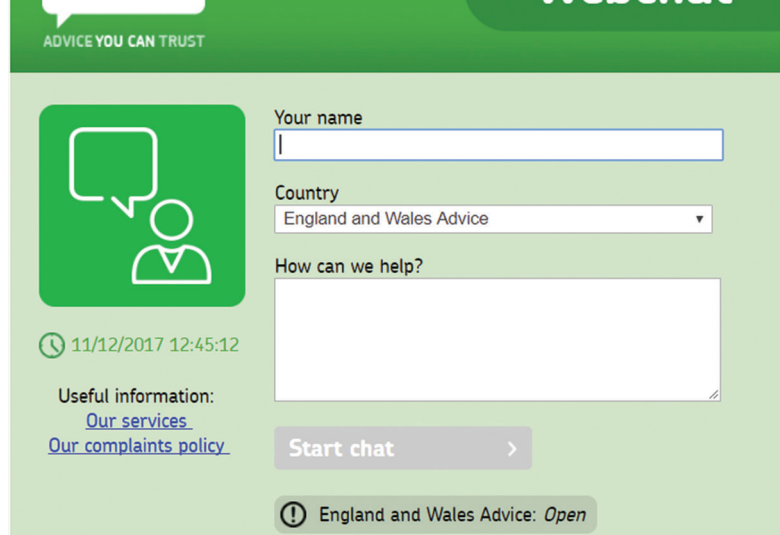 Webchat
ADVICE YOU CAN TRUST
Your name
Country
England and Wales Advice
How can we help?
11/12/2017 12:45:12
Useful information:
Our services
Our complaints policy
Start chat
England and Wales Advice: Open